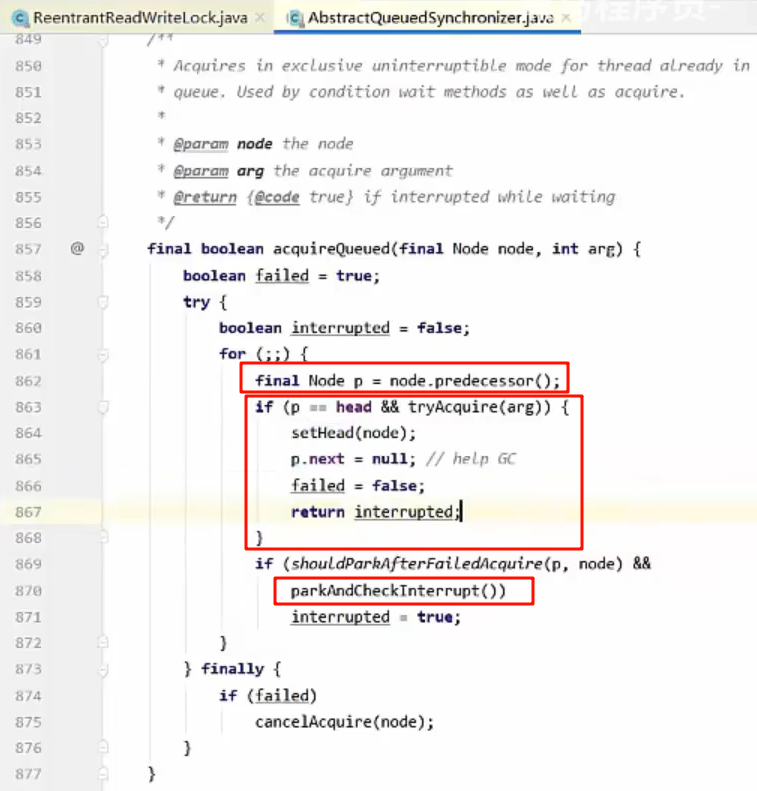 ReentrantReadWriteLock.java × AbstractQueuedSynchronizer.java ×
849 /**
850 * Acquires in exclusive uninterruptible mode for thread already in
851 * queue. Used by condition wait methods as well as acquire.
852 *
853 * @param node the node
854 * @param arg the acquire argument
855 * @return {@code true} if interrupted while waiting
856 */
857 @ final boolean acquireQueued(final Node node, int arg) {
858 boolean failed = true;
859 try {
860 boolean interrupted = false;
861 for (;;) {
862 final Node p = node.predecessor();
863 if (p == head && tryAcquire(arg)) {
864 setHead(node);
865 p.next = null; // help GC
866 failed = false;
867 return interrupted;
868 }
869 if (shouldParkAfterFailedAcquire(p, node) &&
870 parkAndCheckInterrupt())
871 interrupted = true;
872 }
873 } finally {
874 if (failed)
875 cancelAcquire(node);
876 }
877 }